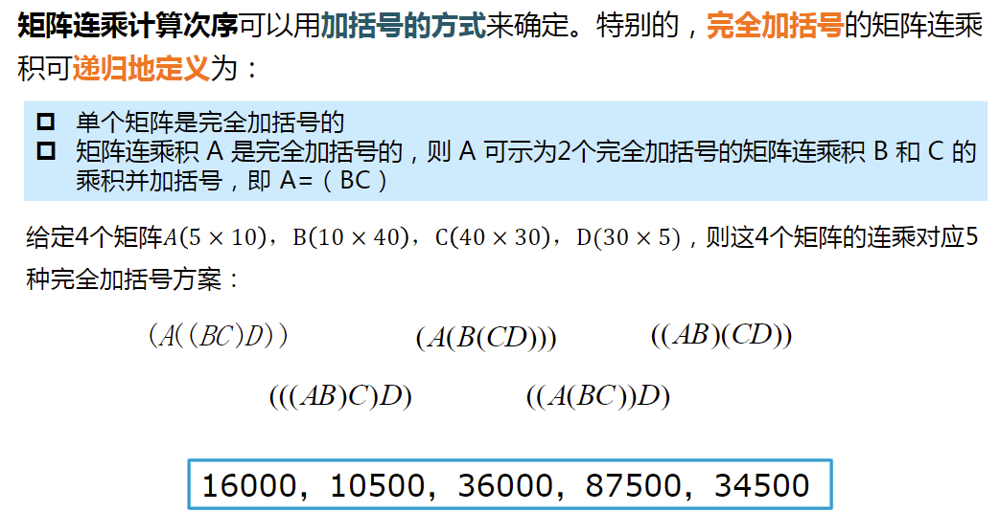 矩阵连乘计算次序可以用加括号的方式来确定。特别的，完全加括号的矩阵连乘
积可递归地定义为：
单个矩阵是完全加括号的
矩阵连乘积 A 是完全加括号的，则 A 可示为2个完全加括号的矩阵连乘积 B 和 C 的
乘积并加括号，即 A=（BC）
给定4个矩阵A(5 × 10)，B(10 × 40)，C(40 × 30)，D(30 × 5)，则这4个矩阵的连乘对应5
种完全加括号方案：
(A((BC)D)) (A(B(CD))) ((AB)(CD))
(((AB)C)D) ((A(BC))D)
16000，10500，36000，87500，34500